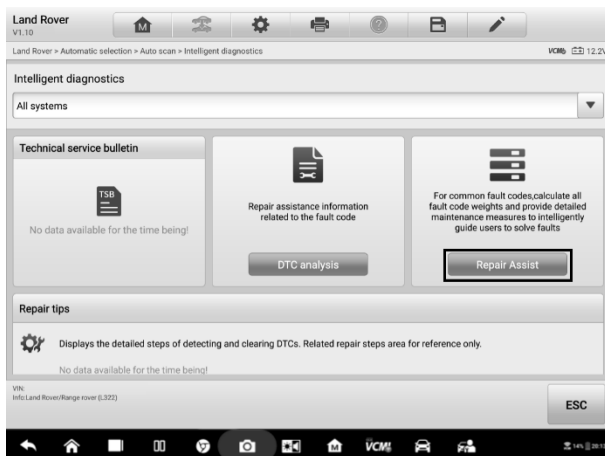 Land Rover
V1.10
M
?
Land Rover > Automatic selection > Auto scan > Intelligent diagnostics
VCMI 12.2V
Intelligent diagnostics
All systems
Technical service bulletin
TSB
No data available for the time being!
Repair assistance information
related to the fault code
DTC analysis
For common fault codes,calculate all
fault code weights and provide detailed
maintenance measures to intelligently
guide users to solve faults
Repair Assist
Repair tips
Displays the detailed steps of detecting and clearing DTCs. Related repair steps area for reference only.
No data available for the time being!
VIN:
Info:Land Rover/Range rover (L322)
ESC
M
VCMI
14%